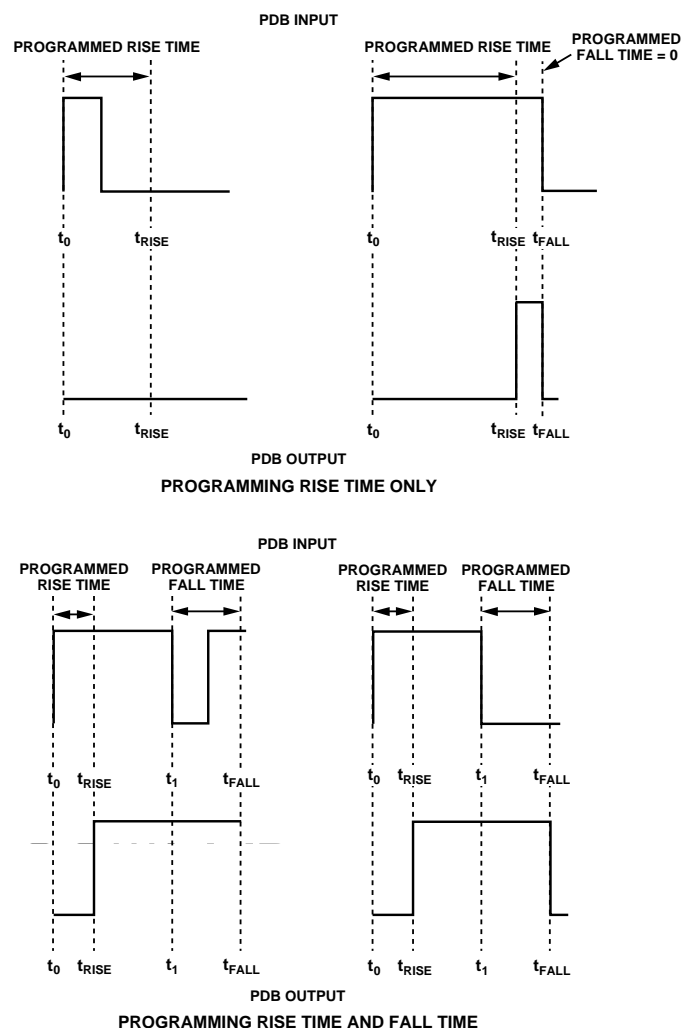 PDB INPUT
PROGRAMMED RISE TIME
PROGRAMMED RISE TIME
PROGRAMMED
FALL TIME = 0
t0 tRISE
t0 tRISE tFALL
t0 tRISE
t0 tRISE tFALL
PDB OUTPUT
PROGRAMMING RISE TIME ONLY
PDB INPUT
PROGRAMMED
RISE TIME
PROGRAMMED
FALL TIME
PROGRAMMED
RISE TIME
PROGRAMMED
FALL TIME
t0 tRISE t1 tFALL
t0 tRISE t1 tFALL
t0 tRISE t1 tFALL
t0 tRISE t1 tFALL
PDB OUTPUT
PROGRAMMING RISE TIME AND FALL TIME